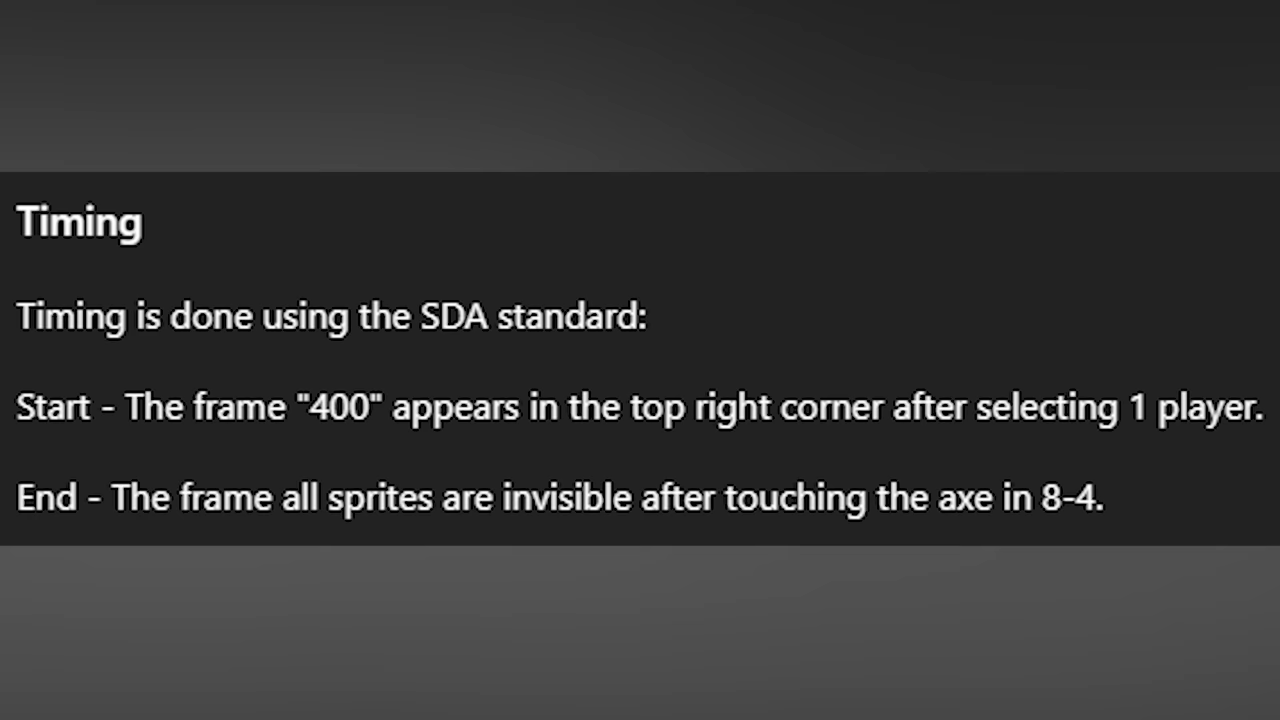 Timing
Timing is done using the SDA standard:
Start - The frame "400" appears in the top right corner after selecting 1 player.
End - The frame all sprites are invisible after touching the axe in 8-4.